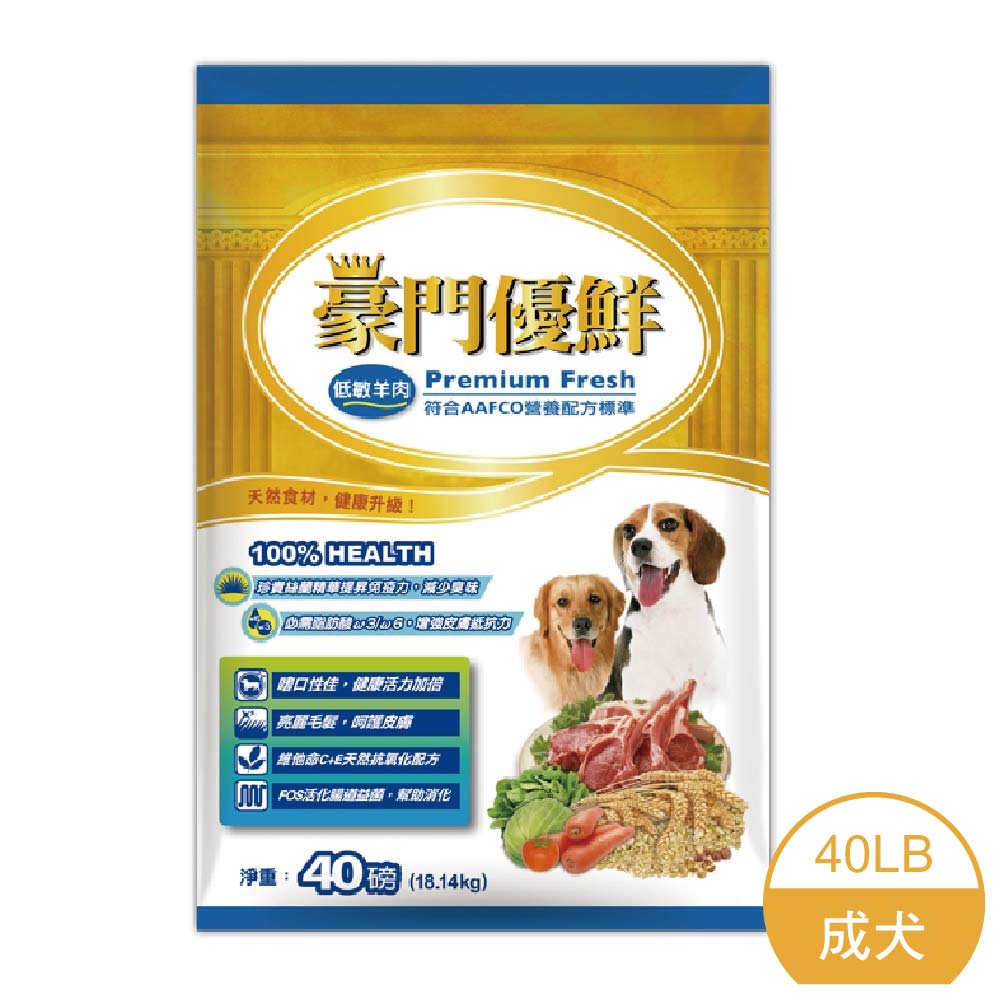 豪門優鮮
低敏羊肉
Premium Fresh
符合AAFCO營養配方標準
天然食材，健康升級！
100% HEALTH
珍貴絲蘭精華提昇免疫力，減少臭味
必需脂肪酸ω3/ω6，增強皮膚抵抗力
嗜口性佳，健康活力加倍
亮麗毛髮，呵護皮膚
維他命C+E天然抗氧化配方
FOS活化腸道益菌，幫助消化
淨重：40磅(18.14kg)
40LB
成犬